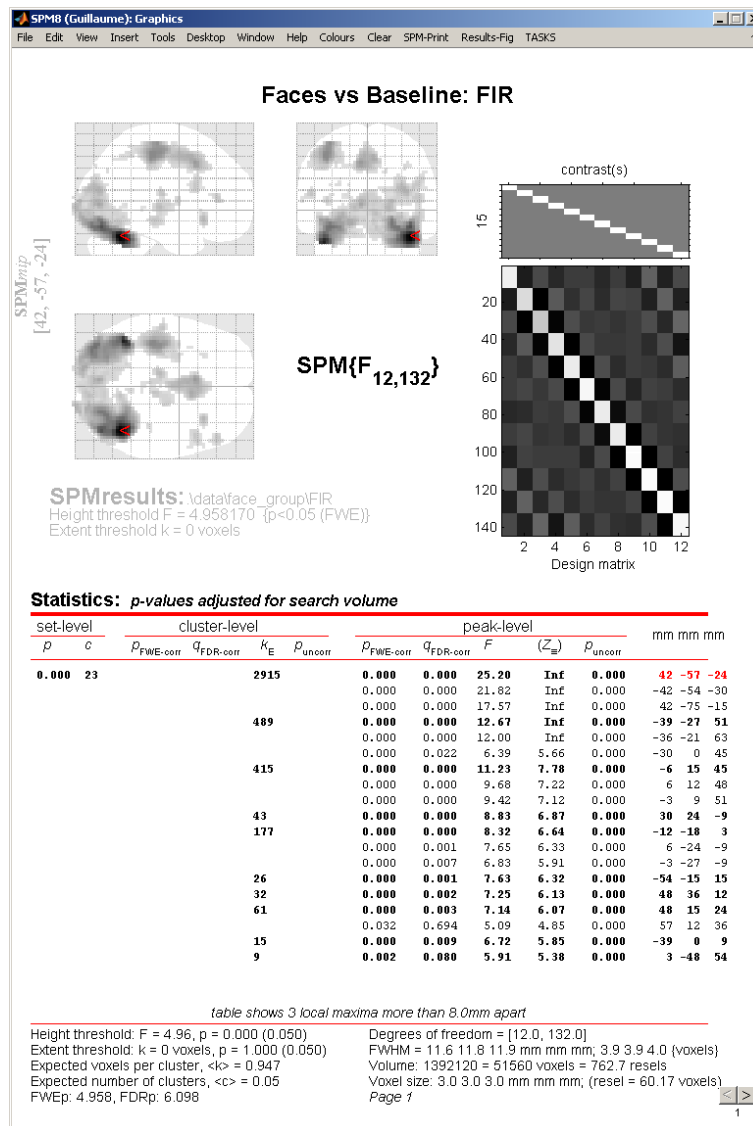 SPM8 (Guillaume): Graphics
File Edit View Insert Tools Desktop Window Help Colours Clear SPM-Print Results-Fig TASKS
Faces vs Baseline: FIR
SPMmip
[42, -57, -24]
<
<
<
SPM{F12,132}
contrast(s)
15
20
40
60
80
100
120
140
2 4 6 8 10 12
Design matrix
SPMresults: .\data\face_group\FIR
Height threshold F = 4.958170 {p<0.05 (FWE)}
Extent threshold k = 0 voxels
Statistics: p-values adjusted for search volume
set-level cluster-level peak-level mm mm mm
p c pFWE-corr qFDR-corr kE puncorr pFWE-corr qFDR-corr F (Z≡) puncorr
0.000 23 2915 0.000 0.000 25.20 Inf 0.000 42 -57 -24
0.000 0.000 21.82 Inf 0.000 -42 -54 -30
0.000 0.000 17.57 Inf 0.000 42 -75 -15
489 0.000 0.000 12.67 Inf 0.000 -39 -27 51
0.000 0.000 12.00 Inf 0.000 -36 -21 63
0.000 0.022 6.39 5.66 0.000 -30 0 45
415 0.000 0.000 11.23 7.78 0.000 -6 15 45
0.000 0.000 9.68 7.22 0.000 6 12 48
0.000 0.000 9.42 7.12 0.000 -3 9 51
43 0.000 0.000 8.83 6.87 0.000 30 24 -9
177 0.000 0.000 8.32 6.64 0.000 -12 -18 3
0.000 0.001 7.65 6.33 0.000 6 -24 -9
0.000 0.007 6.83 5.91 0.000 -3 -27 -9
26 0.000 0.001 7.63 6.32 0.000 -54 -15 15
32 0.000 0.002 7.25 6.13 0.000 48 36 12
61 0.000 0.003 7.14 6.07 0.000 48 15 24
0.032 0.694 5.09 4.85 0.000 57 12 36
15 0.000 0.009 6.72 5.85 0.000 -39 0 9
9 0.002 0.080 5.91 5.38 0.000 3 -48 54
table shows 3 local maxima more than 8.0mm apart
Height threshold: F = 4.96, p = 0.000 (0.050)
Extent threshold: k = 0 voxels, p = 1.000 (0.050)
Expected voxels per cluster, <k> = 0.947
Expected number of clusters, <c> = 0.05
FWEp: 4.958, FDRp: 6.098
Degrees of freedom = [12.0, 132.0]
FWHM = 11.6 11.8 11.9 mm mm mm; 3.9 3.9 4.0 {voxels}
Volume: 1392120 = 51560 voxels = 762.7 resels
Voxel size: 3.0 3.0 3.0 mm mm mm; (resel = 60.17 voxels)
Page 1
< >
1